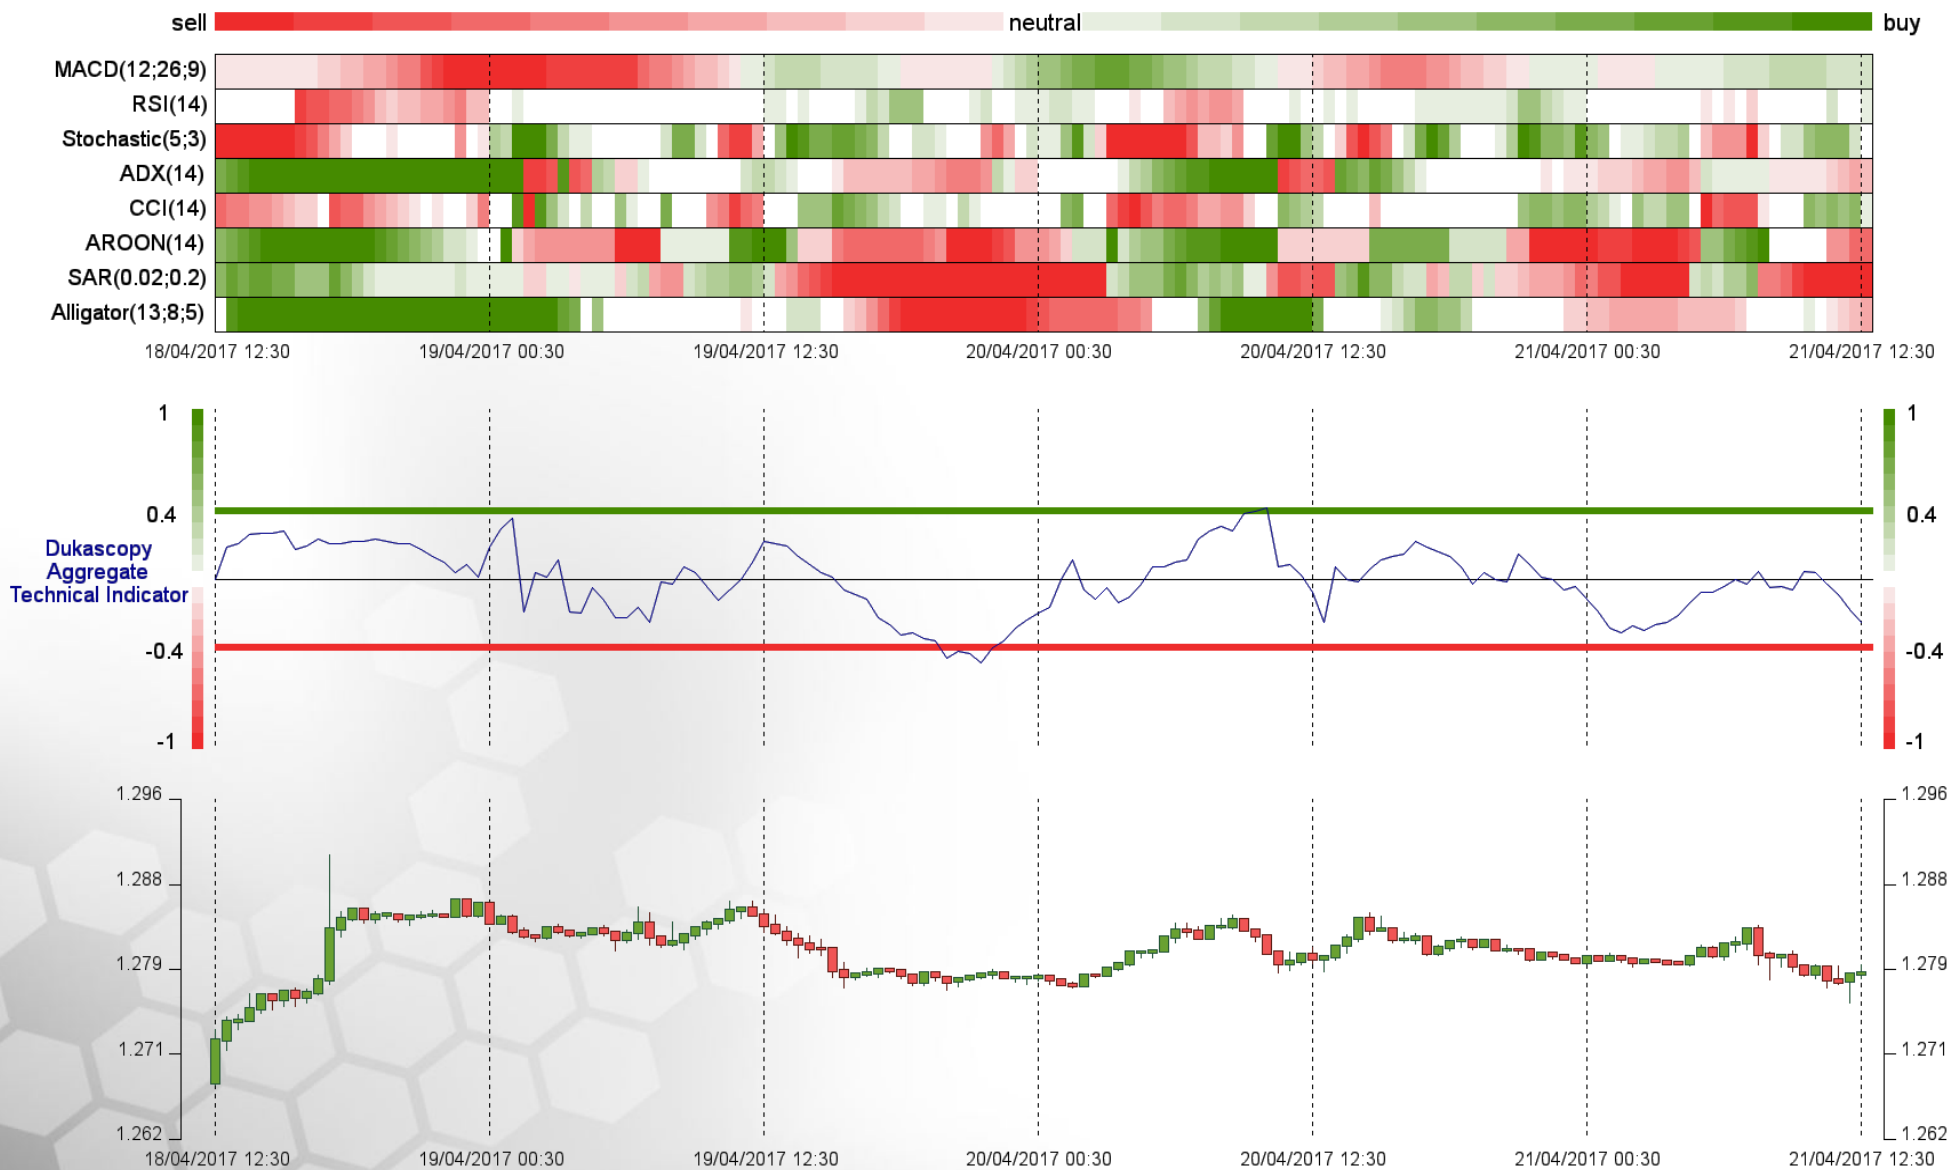 sell neutral buy
MACD(12;26;9)
RSI(14)
Stochastic(5;3)
ADX(14)
CCI(14)
AROON(14)
SAR(0.02;0.2)
Alligator(13;8;5)
18/04/2017 12:30 19/04/2017 00:30 19/04/2017 12:30 20/04/2017 00:30 20/04/2017 12:30 21/04/2017 00:30 21/04/2017 12:30
1 1
0.4 0.4
Dukascopy
Aggregate
Technical Indicator
-0.4 -0.4
-1 -1
1.296 1.296
1.288 1.288
1.279 1.279
1.271 1.271
1.262 1.262
18/04/2017 12:30 19/04/2017 00:30 19/04/2017 12:30 20/04/2017 00:30 20/04/2017 12:30 21/04/2017 00:30 21/04/2017 12:30